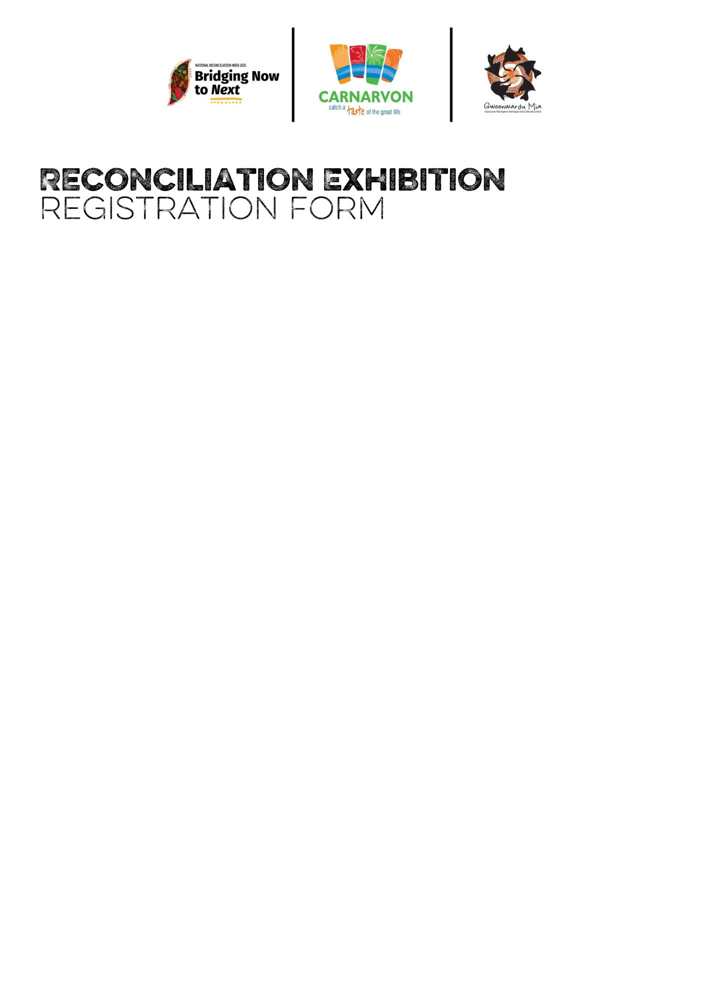 NATIONAL RECONCILIATION WEEK 2025
Bridging Now
to Next
CARNARVON
catch a taste of the great life
Gwoonwardu Mia
Gascoyne Aboriginal Heritage and Cultural Centre
RECONCILIATION EXHIBITION
REGISTRATION FORM